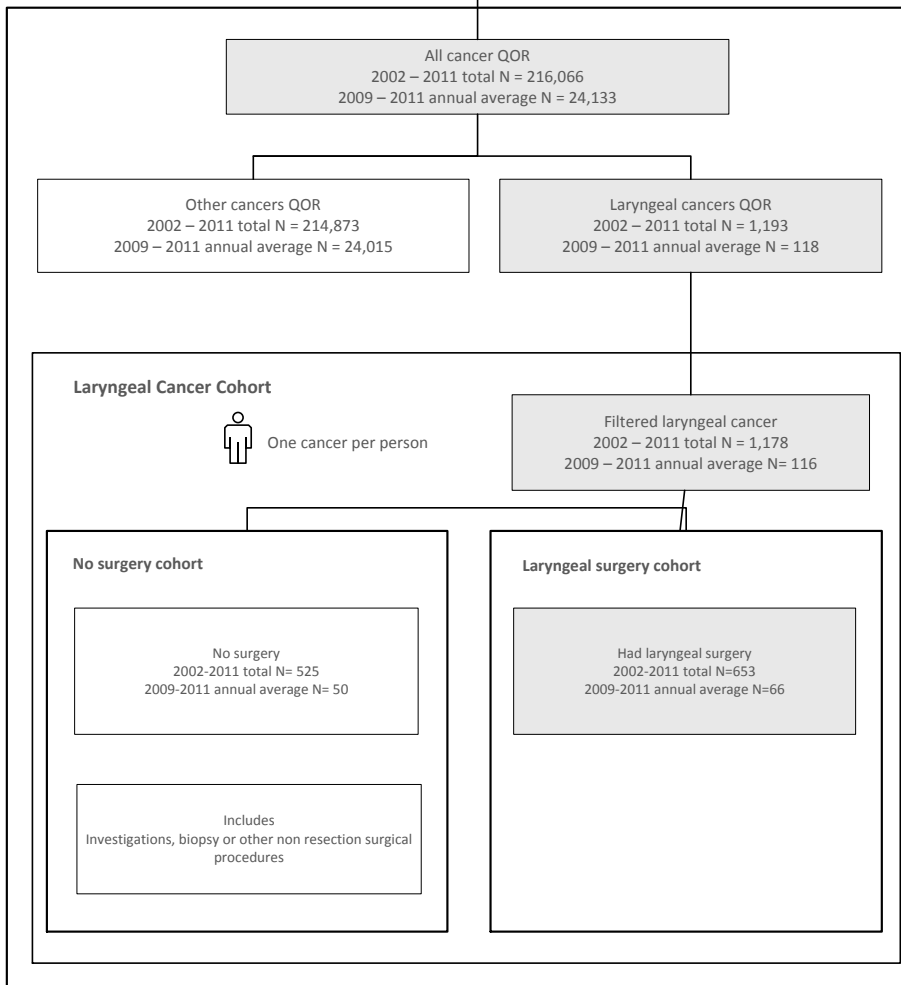 All cancer QOR
2002 – 2011 total N = 216,066
2009 – 2011 annual average N = 24,133
Other cancers QOR
2002 – 2011 total N = 214,873
2009 – 2011 annual average N = 24,015
Laryngeal cancers QOR
2002 – 2011 total N = 1,193
2009 – 2011 annual average N = 118
Laryngeal Cancer Cohort
One cancer per person
Filtered laryngeal cancer
2002 – 2011 total N = 1,178
2009 – 2011 annual average N= 116
No surgery cohort
No surgery
2002-2011 total N= 525
2009-2011 annual average N= 50
Includes
Investigations, biopsy or other non resection surgical
procedures
Laryngeal surgery cohort
Had laryngeal surgery
2002-2011 total N=653
2009-2011 annual average N=66